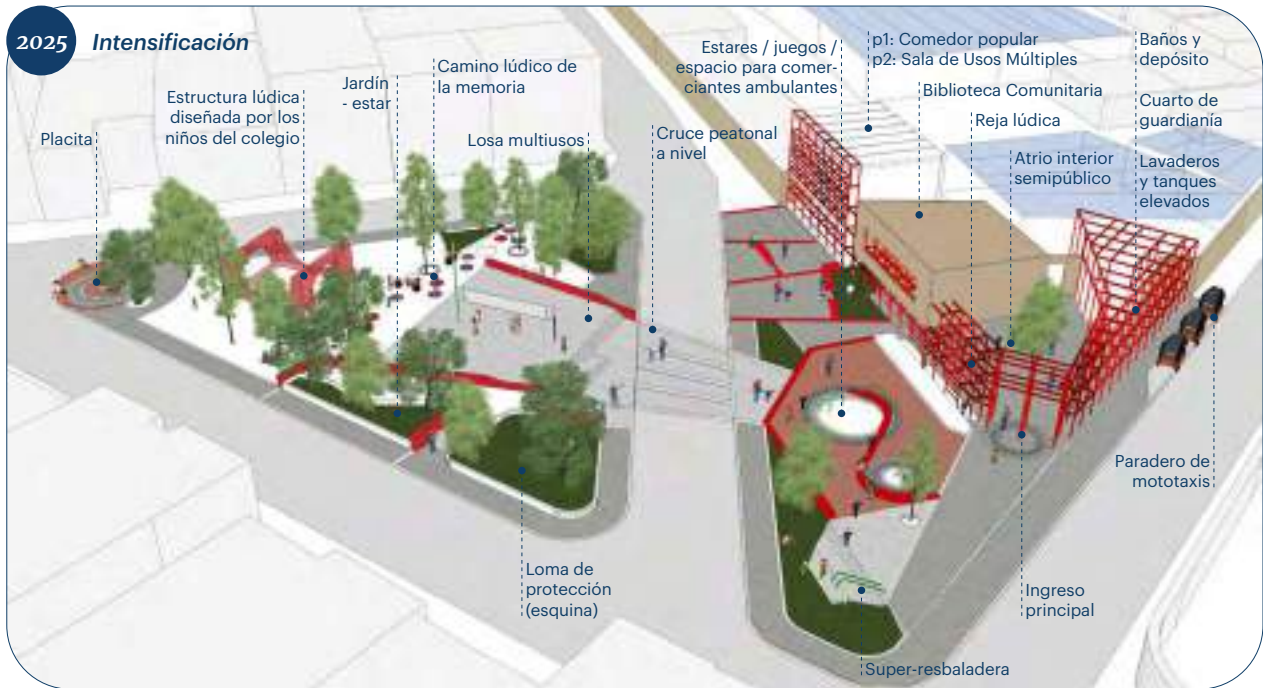 2025
Intensificación
Placita
Estructura lúdica
diseñada por los
niños del colegio
Jardín
- estar
Camino lúdico de
la memoria
Losa multiusos
Cruce peatonal
a nivel
Estares / juegos /
espacio para comer-
ciantes ambulantes
p1: Comedor popular
p2: Sala de Usos Múltiples
Biblioteca Comunitaria
Reja lúdica
Atrio interior
semipúblico
Baños y
depósito
Cuarto de
guardianía
Lavaderos
y tanques
elevados
Paradero de
mototaxis
Ingreso
principal
Loma de
protección
(esquina)
Super-resbaladera